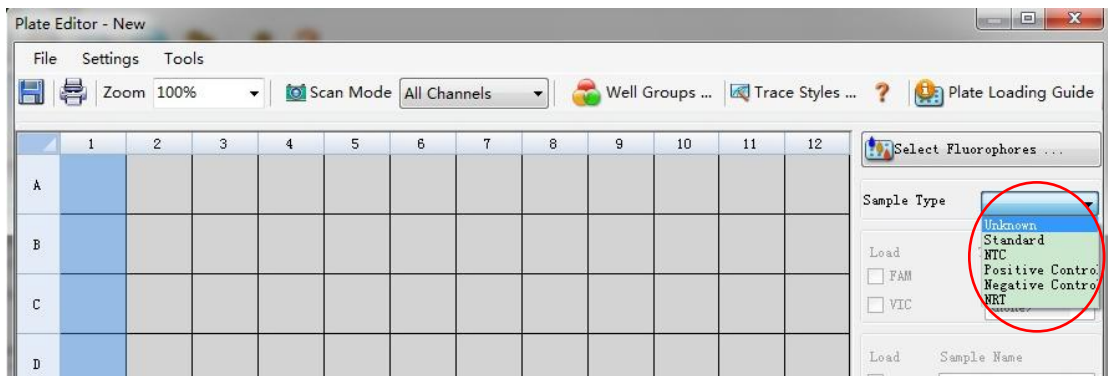 Plate Editor - New
File Settings Tools
Zoom 100% Scan Mode All Channels Well Groups ... Trace Styles ... ? Plate Loading Guide
1 2 3 4 5 6 7 8 9 10 11 12
Select Fluorophores ...
A
Sample Type
Unknown
Standard
B
Load
NTC
Positive Control
FAM
Negative Control
C
VIC
NRT
D
Load Sample Name